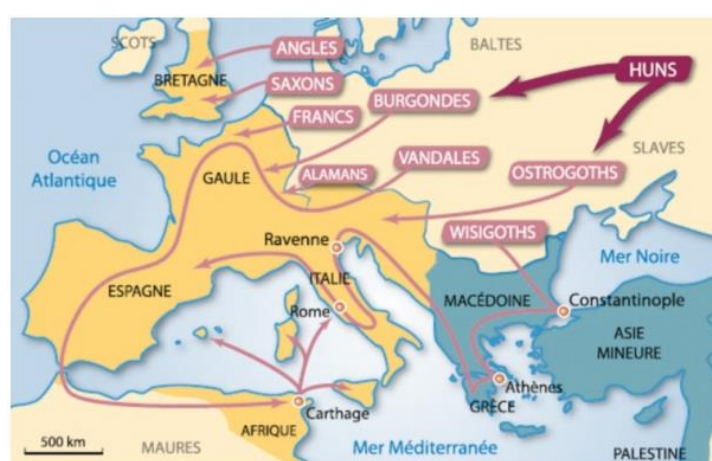 SCOTS
ANGLES
BALTES
BRETAGNE
SAXONS
HUNS
BURGONDES
FRANCS
SLAVES
Océan
Atlantique
GAULE
ALAMANS
VANDALES
OSTROGOTHS
WISIGOTHS
Ravenne
Mer Noire
ESPAGNE
ITALIE
MACÉDOINE
Constantinople
Rome
ASIE
MINEURE
Athènes
GRÈCE
Carthage
500 km
MAURES
AFRIQUE
Mer Méditerranée
PALESTINE